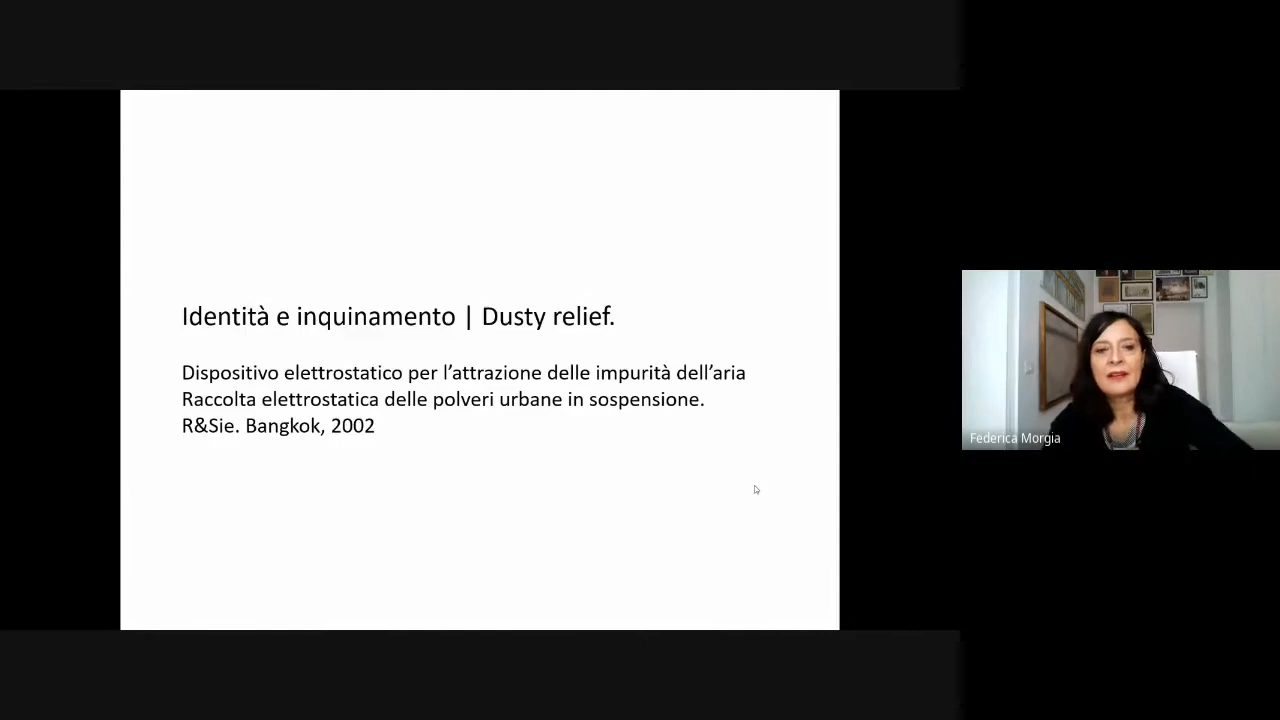 Identità e inquinamento | Dusty relief.
Dispositivo elettrostatico per l’attrazione delle impurità dell’aria
Raccolta elettrostatica delle polveri urbane in sospensione.
R&Sie. Bangkok, 2002
Federica Morgia